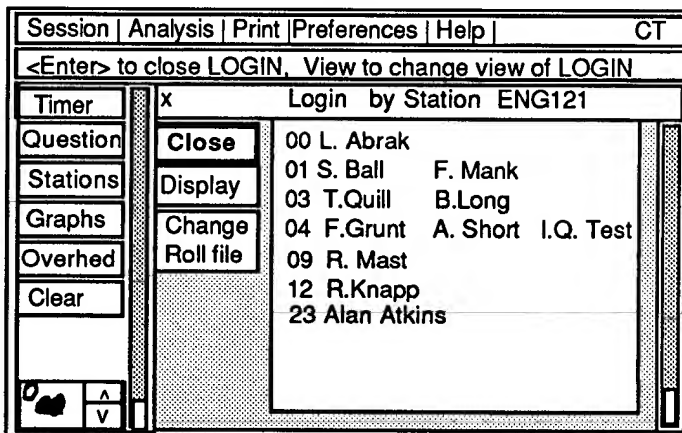 Session | Analysis | Print |Preferences | Help | CT
<Enter> to close LOGIN, View to change view of LOGIN
Timer
Question
Stations
Graphs
Overhed
Clear
^
V
x Login by Station ENG121
Close
Display
Change
Roll file
00 L. Abrak
01 S. Ball F. Mank
03 T.Quill B.Long
04 F.Grunt A. Short I.Q. Test
09 R. Mast
12 R.Knapp
23 Alan Atkins